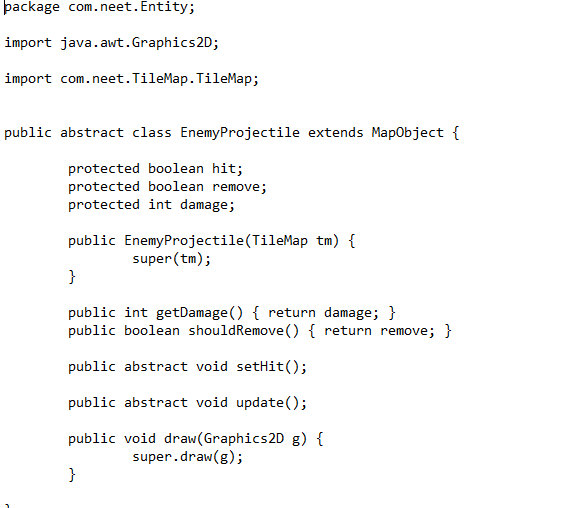 package com.neet.Entity;
import java.awt.Graphics2D;
import com.neet.TileMap.TileMap;
public abstract class EnemyProjectile extends MapObject {
protected boolean hit;
protected boolean remove;
protected int damage;
public EnemyProjectile(TileMap tm) {
super(tm);
}
public int getDamage() { return damage; }
public boolean shouldRemove() { return remove; }
public abstract void setHit();
public abstract void update();
public void draw(Graphics2D g) {
super.draw(g);
}